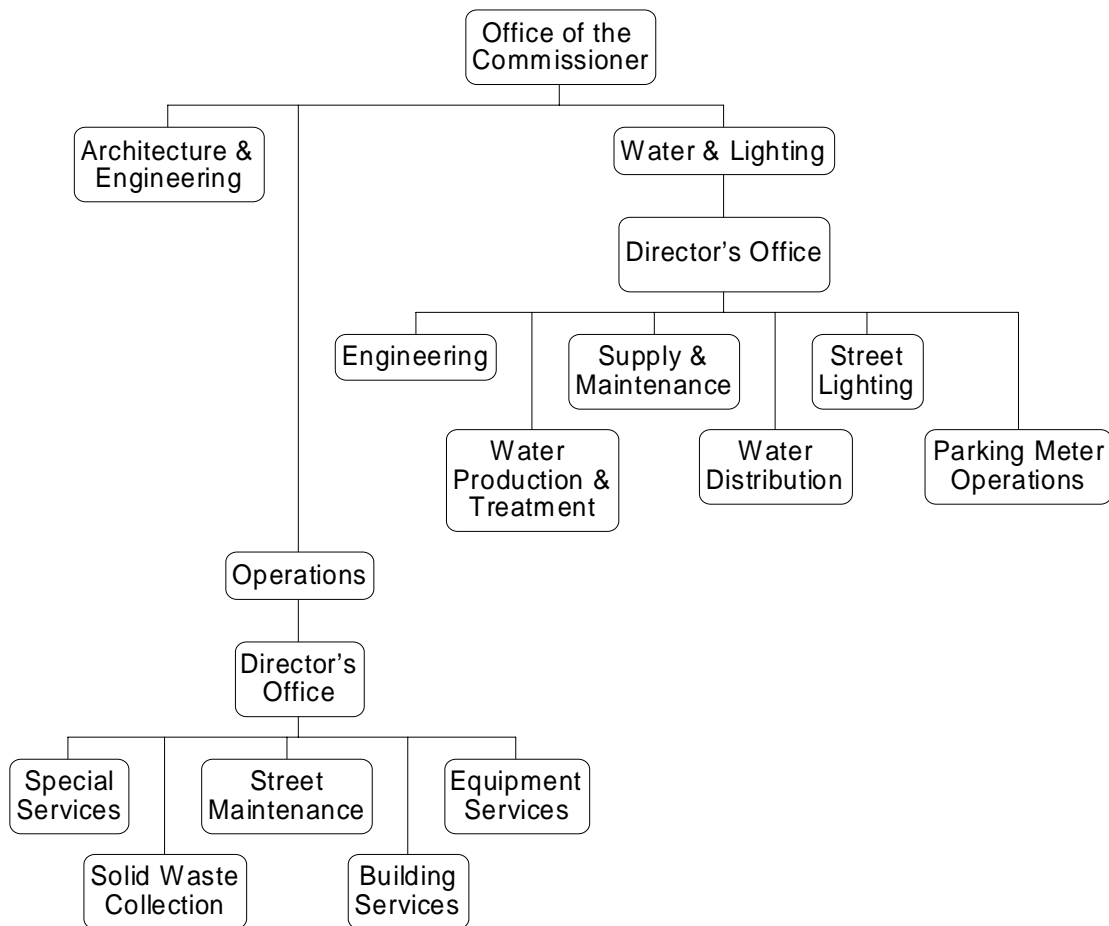 Office of the
Commissioner
Architecture &
Engineering
Water & Lighting
Director’s Office
Engineering
Supply &
Maintenance
Street
Lighting
Water
Production &
Treatment
Water
Distribution
Parking Meter
Operations
Operations
Director’s
Office
Special
Services
Street
Maintenance
Equipment
Services
Solid Waste
Collection
Building
Services